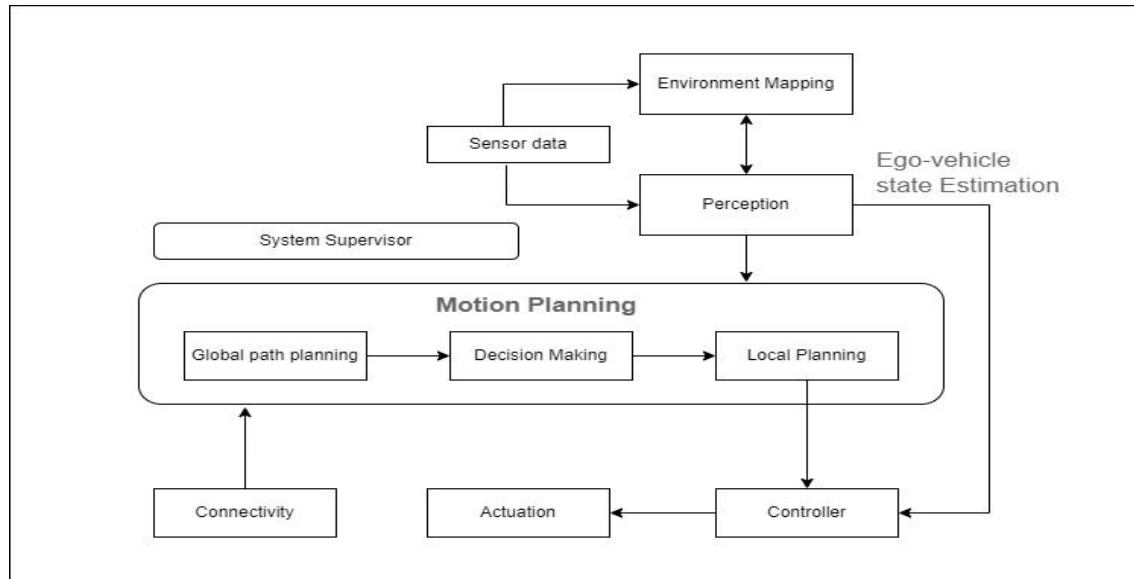 Environment Mapping
Sensor data
Ego-vehicle
state Estimation
Perception
System Supervisor
Motion Planning
Global path planning
Decision Making
Local Planning
Connectivity
Actuation
Controller